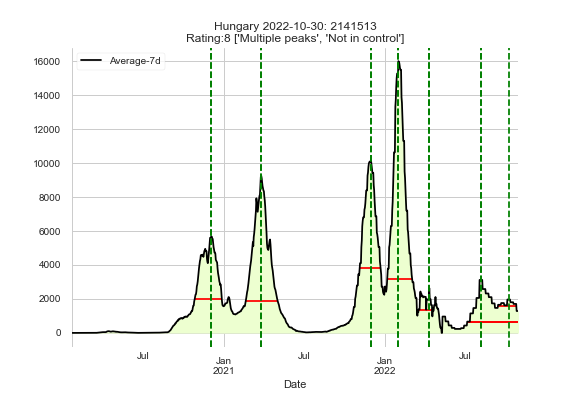 Hungary 2022-10-30: 2141513
Rating:8 ['Multiple peaks', 'Not in control']
Average-7d
16000
14000
12000
10000
8000
6000
4000
2000
0
Jul
Jan
2021
Jul
Jan
2022
Jul
Date